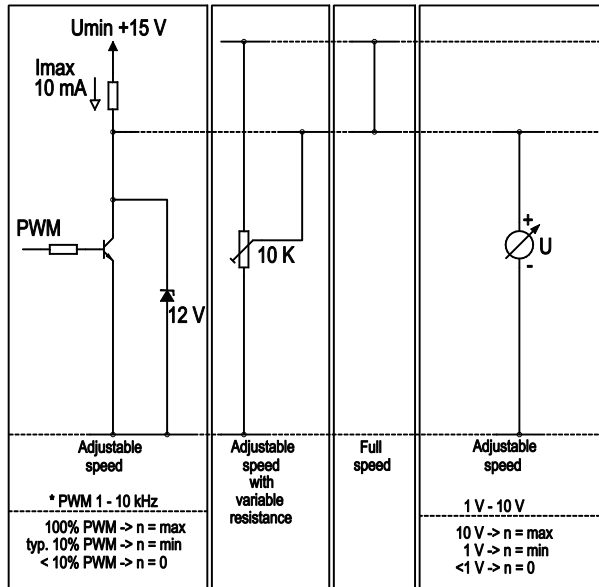 Umin +15 V
Imax
10 mA
PWM
12 V
10 K
+
U
-
Adjustable
speed
* PWM 1 - 10 kHz
100% PWM -> n = max
typ. 10% PWM -> n = min
< 10% PWM -> n = 0
Adjustable
speed
with
variable
resistance
Full
speed
Adjustable
speed
1 V - 10 V
10 V -> n = max
1 V -> n = min
<1 V -> n = 0